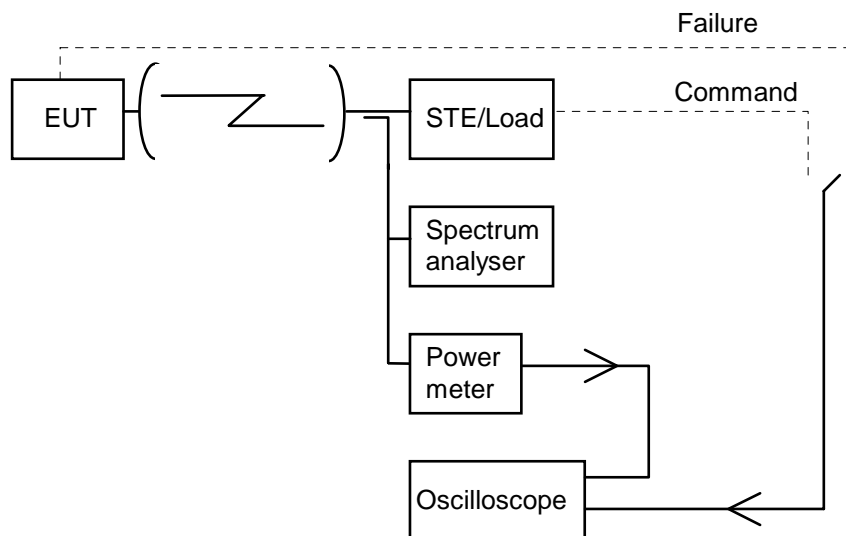 Failure
Command
EUT
STE/Load
Spectrum
analyser
Power
meter
Oscilloscope